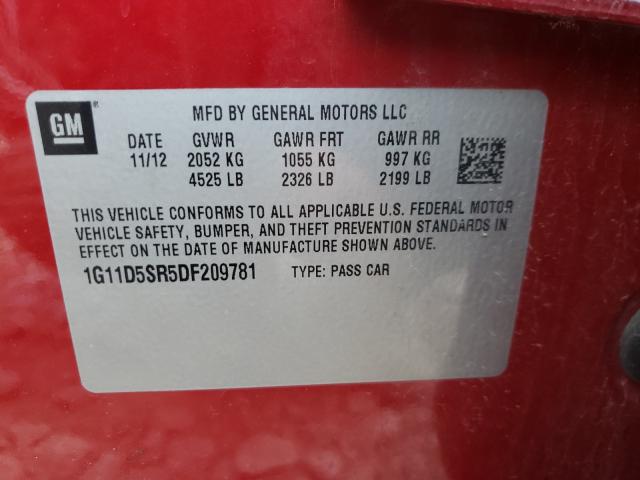 GM
MFD BY GENERAL MOTORS LLC
DATE GVWR GAWR FRT GAWR RR
11/12 2052 KG 1055 KG 997 KG
4525 LB 2326 LB 2199 LB
THIS VEHICLE CONFORMS TO ALL APPLICABLE U.S. FEDERAL MOTOR
VEHICLE SAFETY, BUMPER, AND THEFT PREVENTION STANDARDS IN
EFFECT ON THE DATE OF MANUFACTURE SHOWN ABOVE.
1G11D5SR5DF209781 TYPE: PASS CAR